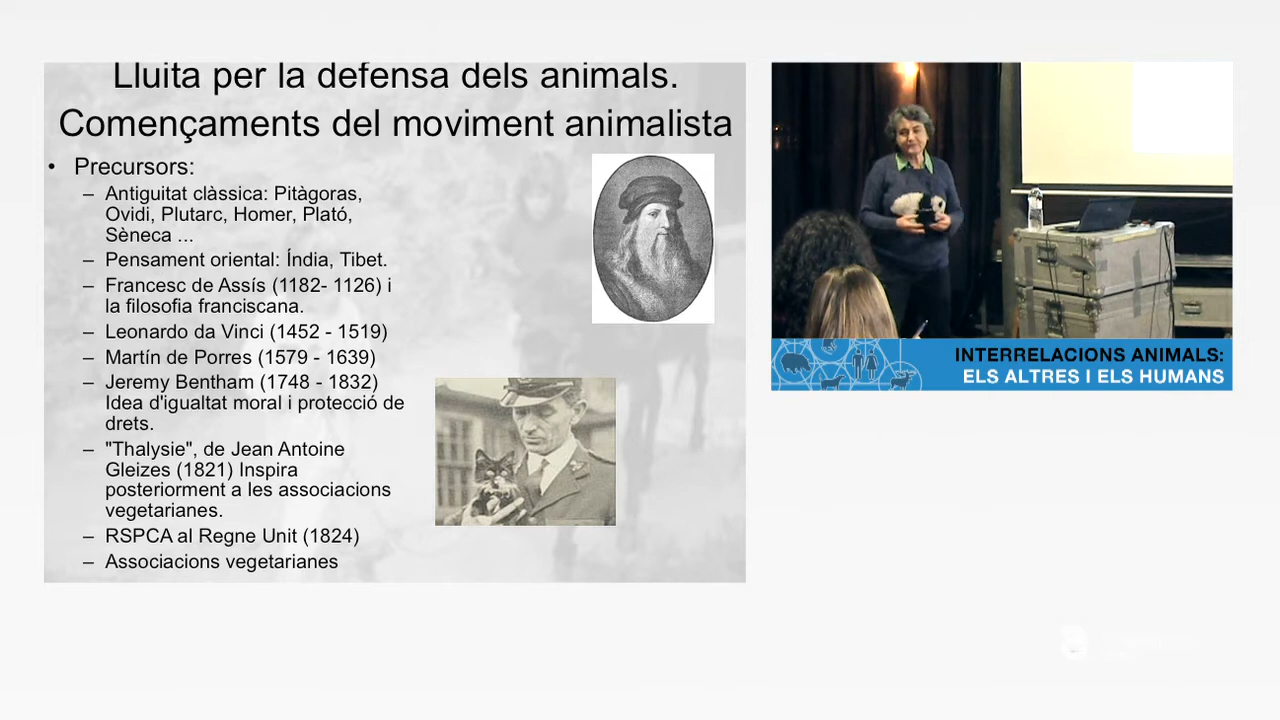 Lluita per la defensa dels animals.
Començaments del moviment animalista
• Precursors:
– Antiguitat clàssica: Pitàgoras,
Ovidi, Plutarc, Homer, Plató,
Sèneca ...
– Pensament oriental: Índia, Tibet.
– Francesc de Assís (1182- 1126) i
la filosofia franciscana.
– Leonardo da Vinci (1452 - 1519)
– Martín de Porres (1579 - 1639)
– Jeremy Bentham (1748 - 1832)
Idea d'igualtat moral i protecció de
drets.
– "Thalysie", de Jean Antoine
Gleizes (1821) Inspira
posteriorment a les associacions
vegetarianes.
– RSPCA al Regne Unit (1824)
– Associacions vegetarianes
INTERRELACIONS ANIMALS:
ELS ALTRES I ELS HUMANS